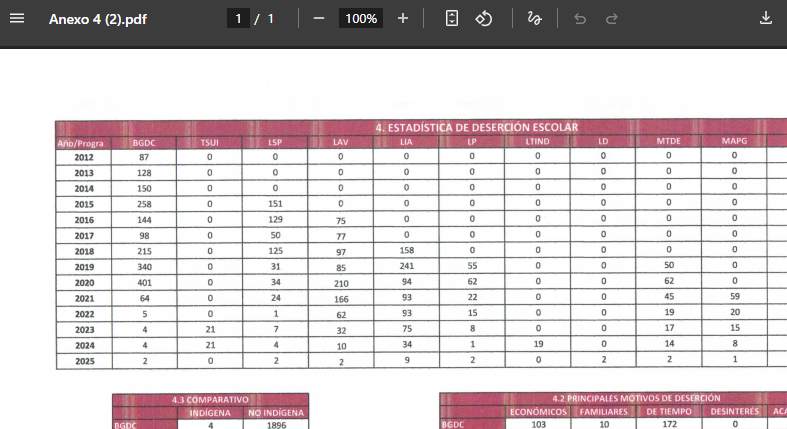 Anexo 4 (2).pdf 1 / 1 100%
4. ESTADÍSTICA DE DESERCIÓN ESCOLAR
Año/Progra BGDC TSUI LSP LAV LIA LP LTIND LD MTDE MAPG
2012 87 0 0 0 0 0 0 0 0 0
2013 128 0 0 0 0 0 0 0 0 0
2014 150 0 0 0 0 0 0 0 0 0
2015 258 0 151 0 0 0 0 0 0 0
2016 144 0 129 75 0 0 0 0 0 0
2017 98 0 50 77 0 0 0 0 0 0
2018 215 0 125 97 158 0 0 0 0 0
2019 340 0 31 85 241 55 0 0 50 0
2020 401 0 34 210 94 62 0 0 62 0
2021 64 0 24 166 93 22 0 0 45 59
2022 5 0 1 62 93 15 0 0 19 20
2023 4 21 7 32 75 8 0 0 17 15
2024 4 21 4 10 34 1 19 0 14 8
2025 2 0 2 2 9 2 0 2 2 1
4.3 COMPARATIVO
INDÍGENA NO INDÍGENA
BGDC 4 1896
4.2 PRINCIPALES MOTIVOS DE DESERCIÓN
ECONÓMICOS FAMILIARES DE TIEMPO DESINTERÉS ACA
BGDC 103 10 172 0